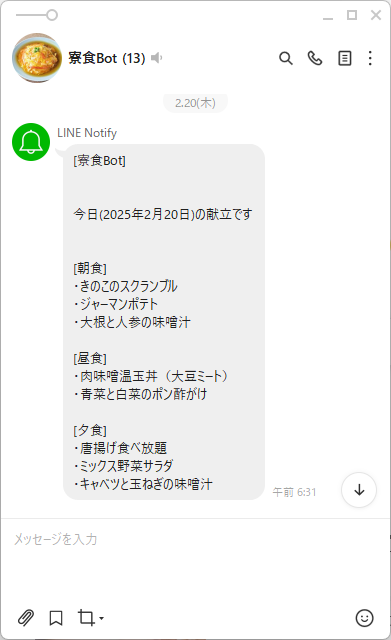 寮食Bot (13)
2.20(木)
LINE Notify
[寮食Bot]
今日(2025年2月20日)の献立です
[朝食]
・きのこのスクランブル
・ジャーマンポテト
・大根と人参の味噌汁
[昼食]
・肉味噌温玉丼（大豆ミート）
・青菜と白菜のポン酢がけ
[夕食]
・唐揚げ食べ放題
・ミックス野菜サラダ
・キャベツと玉ねぎの味噌汁
午前 6:31
メッセージを入力